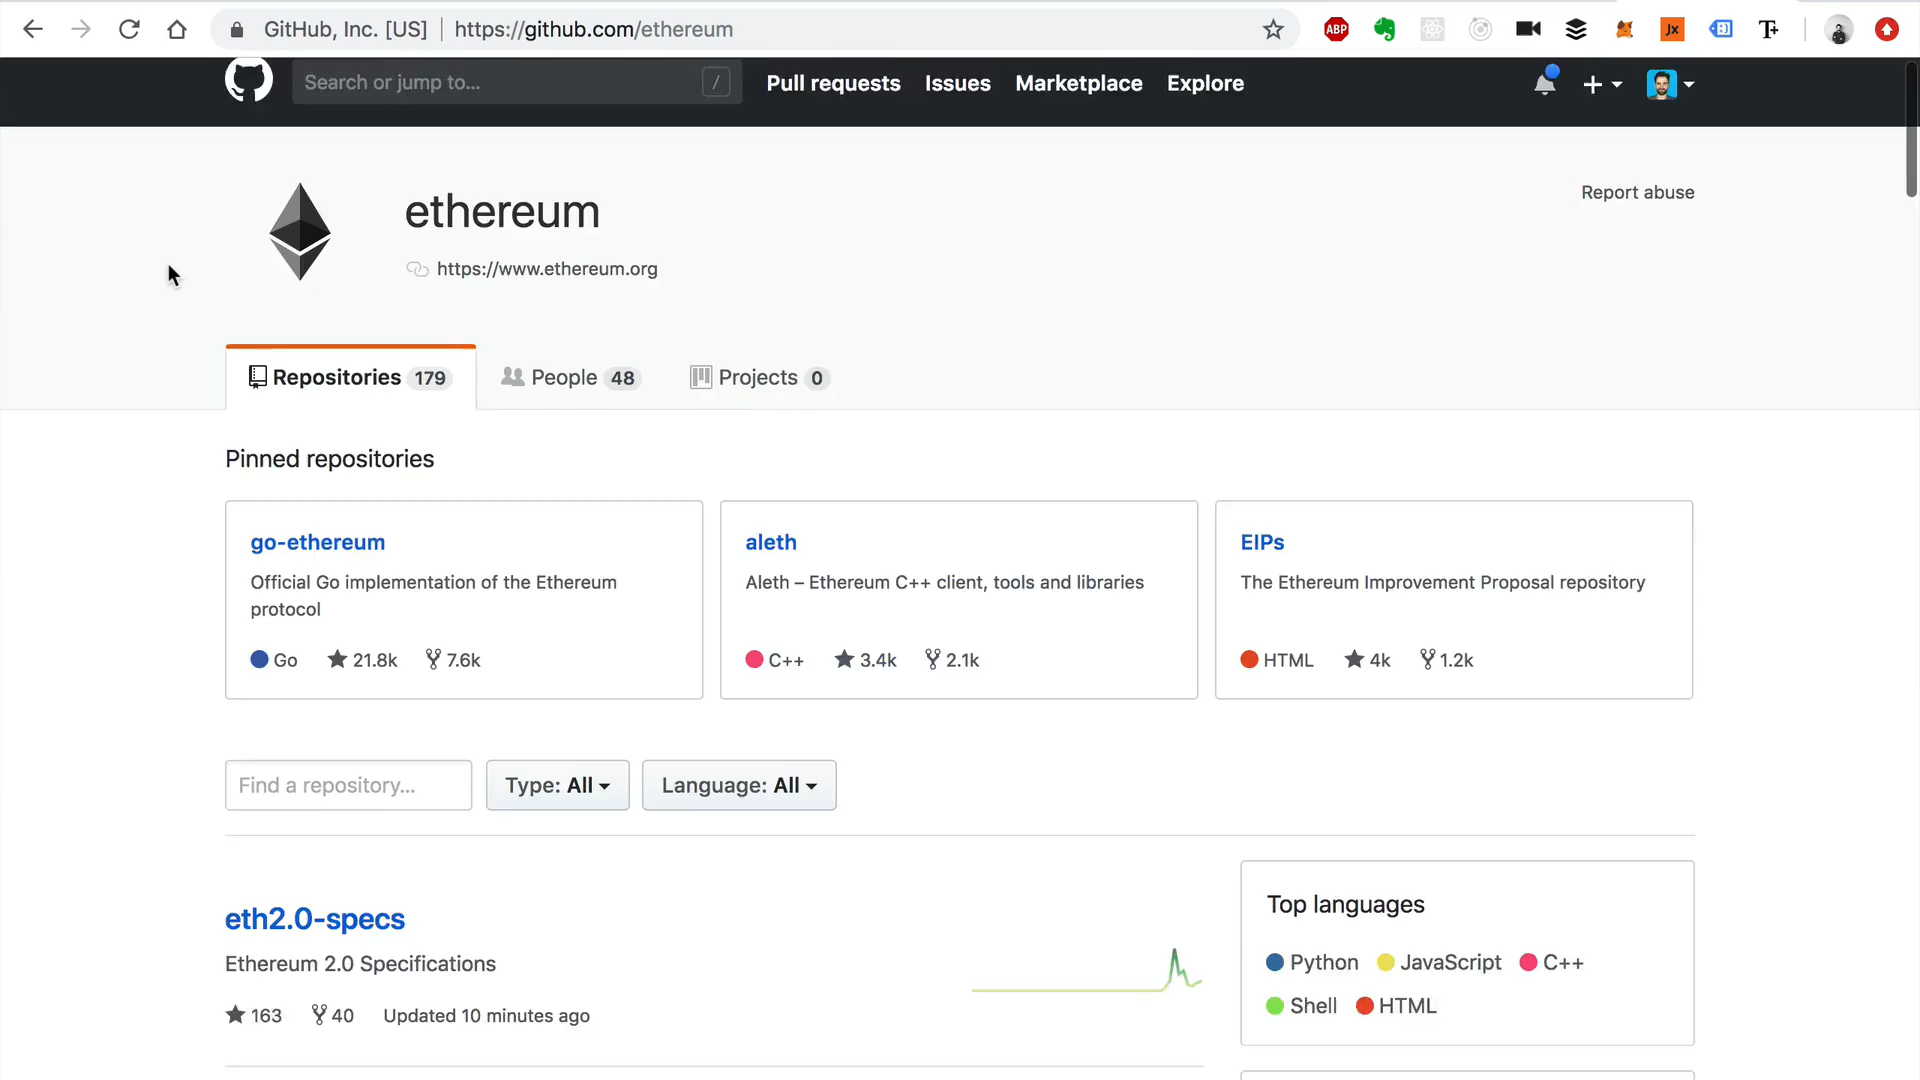 GitHub, Inc. [US] https://github.com/ethereum
ABP
Jx
T+
Search or jump to... /
Pull requests Issues Marketplace Explore
ethereum
Report abuse
https://www.ethereum.org
Repositories 179 People 48 Projects 0
Pinned repositories
go-ethereum
Official Go implementation of the Ethereum
protocol
Go 21.8k 7.6k
aleth
Aleth – Ethereum C++ client, tools and libraries
C++ 3.4k 2.1k
EIPs
The Ethereum Improvement Proposal repository
HTML 4k 1.2k
Find a repository... Type: All Language: All
eth2.0-specs
Ethereum 2.0 Specifications
163 40 Updated 10 minutes ago
Top languages
Python JavaScript C++
Shell HTML